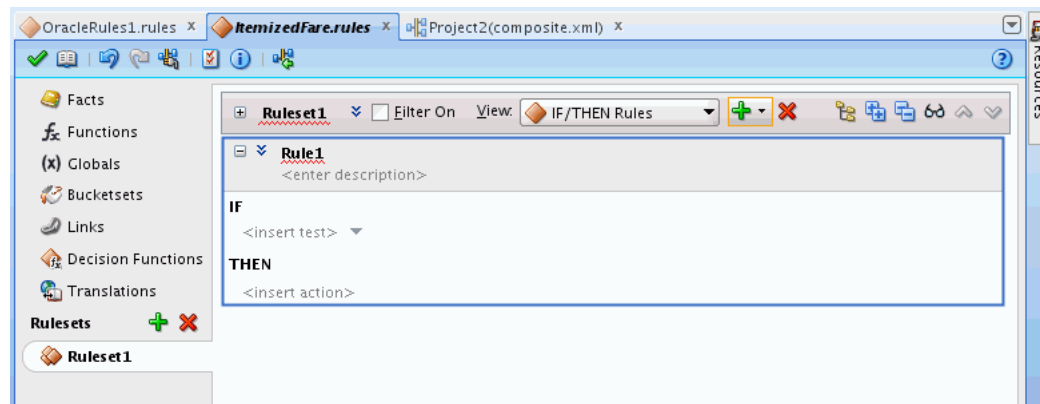 OracleRules1.rules x ItemizedFare.rules x Project2(composite.xml) x
Resources
Facts
fx Functions
(x) Globals
Bucketsets
Links
Decision Functions
Translations
Rulesets
Ruleset1
Ruleset1 Filter On View: IF/THEN Rules
Rule1
<enter description>
IF
<insert test>
THEN
<insert action>